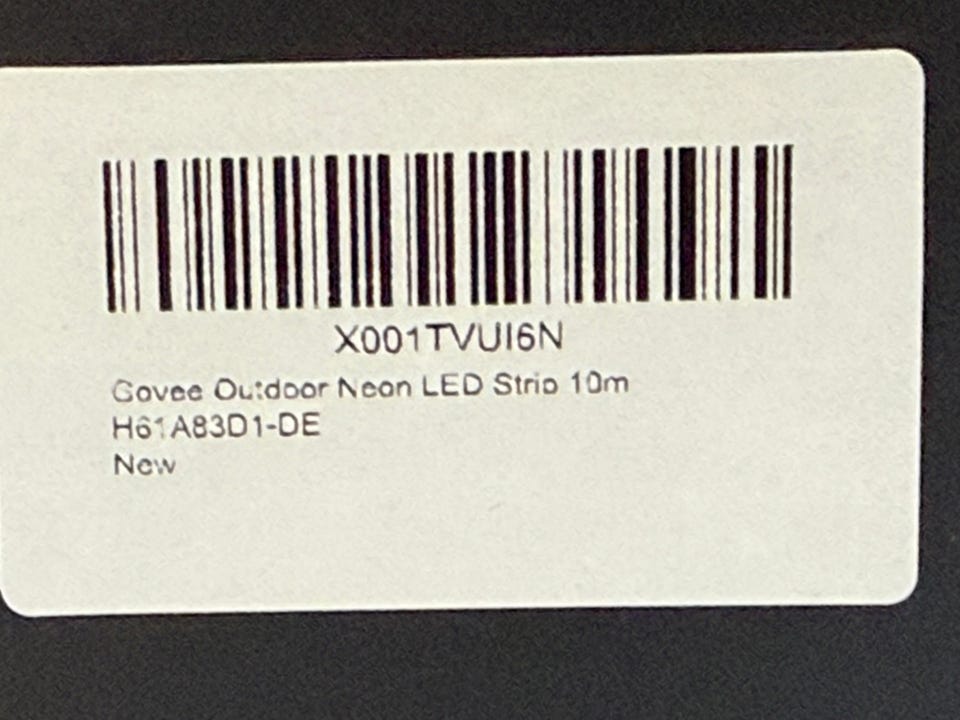 X001TVUI6N
Govee Outdoor Neon LED Strip 10m
H61A83D1-DE
New